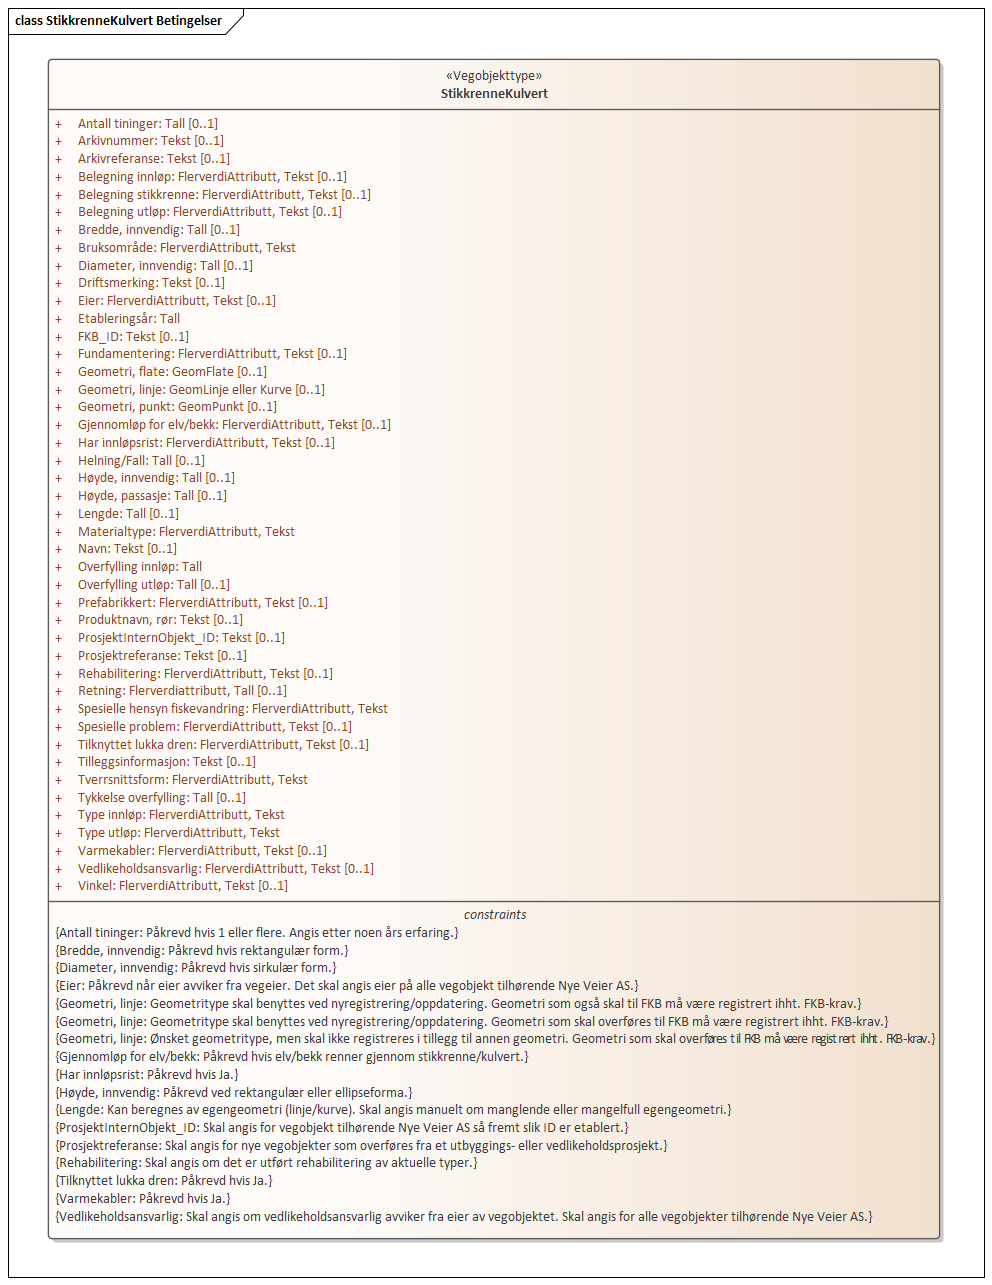 class StikkrenneKulvert Betingelser
«Vegobjekttype»
StikkrenneKulvert
+ Antall tininger: Tall [0..1]
+ Arkivnummer: Tekst [0..1]
+ Arkivreferanse: Tekst [0..1]
+ Belegning innløp: FlerverdiAttributt, Tekst [0..1]
+ Belegning stikkrenne: FlerverdiAttributt, Tekst [0..1]
+ Belegning utløp: FlerverdiAttributt, Tekst [0..1]
+ Bredde, innvendig: Tall [0..1]
+ Bruksområde: FlerverdiAttributt, Tekst
+ Diameter, innvendig: Tall [0..1]
+ Driftsmerking: Tekst [0..1]
+ Eier: FlerverdiAttributt, Tekst [0..1]
+ Etableringsår: Tall
+ FKB_ID: Tekst [0..1]
+ Fundamentering: FlerverdiAttributt, Tekst [0..1]
+ Geometri, flate: GeomFlate [0..1]
+ Geometri, linje: GeomLinje eller Kurve [0..1]
+ Geometri, punkt: GeomPunkt [0..1]
+ Gjennomløp for elv/bekk: FlerverdiAttributt, Tekst [0..1]
+ Har innløpsrist: FlerverdiAttributt, Tekst [0..1]
+ Helning/Fall: Tall [0..1]
+ Høyde, innvendig: Tall [0..1]
+ Høyde, passasje: Tall [0..1]
+ Lengde: Tall [0..1]
+ Materialtype: FlerverdiAttributt, Tekst
+ Navn: Tekst [0..1]
+ Overfylling innløp: Tall
+ Overfylling utløp: Tall [0..1]
+ Prefabrikkert: FlerverdiAttributt, Tekst [0..1]
+ Produktnavn, rør: Tekst [0..1]
+ ProsjektInternObjekt_ID: Tekst [0..1]
+ Prosjektreferanse: Tekst [0..1]
+ Rehabilitering: FlerverdiAttributt, Tekst [0..1]
+ Retning: Flerverdiattributt, Tall [0..1]
+ Spesielle hensyn fiskevandring: FlerverdiAttributt, Tekst
+ Spesielle problem: FlerverdiAttributt, Tekst [0..1]
+ Tilknyttet lukka dren: FlerverdiAttributt, Tekst [0..1]
+ Tilleggsinformasjon: Tekst [0..1]
+ Tverrsnittsform: FlerverdiAttributt, Tekst
+ Tykkelse overfylling: Tall [0..1]
+ Type innløp: FlerverdiAttributt, Tekst
+ Type utløp: FlerverdiAttributt, Tekst
+ Varmekabler: FlerverdiAttributt, Tekst [0..1]
+ Vedlikeholdsansvarlig: FlerverdiAttributt, Tekst [0..1]
+ Vinkel: FlerverdiAttributt, Tekst [0..1]
constraints
{Antall tininger: Påkrevd hvis 1 eller flere. Angis etter noen års erfaring.}
{Bredde, innvendig: Påkrevd hvis rektangulær form.}
{Diameter, innvendig: Påkrevd hvis sirkulær form.}
{Eier: Påkrevd når eier avviker fra vegeier. Det skal angis eier på alle vegobjekt tilhørende Nye Veier AS.}
{Geometri, linje: Geometritype skal benyttes ved nyregistrering/oppdatering. Geometri som også skal til FKB må være registrert ihht. FKB-krav.}
{Geometri, linje: Geometritype skal benyttes ved nyregistrering/oppdatering. Geometri som skal overføres til FKB må være registrert ihht. FKB-krav.}
{Geometri, linje: Ønsket geometritype, men skal ikke registreres i tillegg til annen geometri. Geometri som skal overføres til FKB må være registrert ihht. FKB-krav.}
{Gjennomløp for elv/bekk: Påkrevd hvis elv/bekk renner gjennom stikkrenne/kulvert.}
{Har innløpsrist: Påkrevd hvis Ja.}
{Høyde, innvendig: Påkrevd ved rektangulær eller ellipseforma.}
{Lengde: Kan beregnes av egengeometri (linje/kurve). Skal angis manuelt om manglende eller mangelfull egengeometri.}
{ProsjektInternObjekt_ID: Skal angis for vegobjekt tilhørende Nye Veier AS så fremt slik ID er etablert.}
{Prosjektreferanse: Skal angis for nye vegobjekter som overføres fra et utbyggings- eller vedlikeholdsprosjekt.}
{Rehabilitering: Skal angis om det er utført rehabilitering av aktuelle typer.}
{Tilknyttet lukka dren: Påkrevd hvis Ja.}
{Varmekabler: Påkrevd hvis Ja.}
{Vedlikeholdsansvarlig: Skal angis om vedlikeholdsansvarlig avviker fra eier av vegobjektet. Skal angis for alle vegobjekter tilhørende Nye Veier AS.}